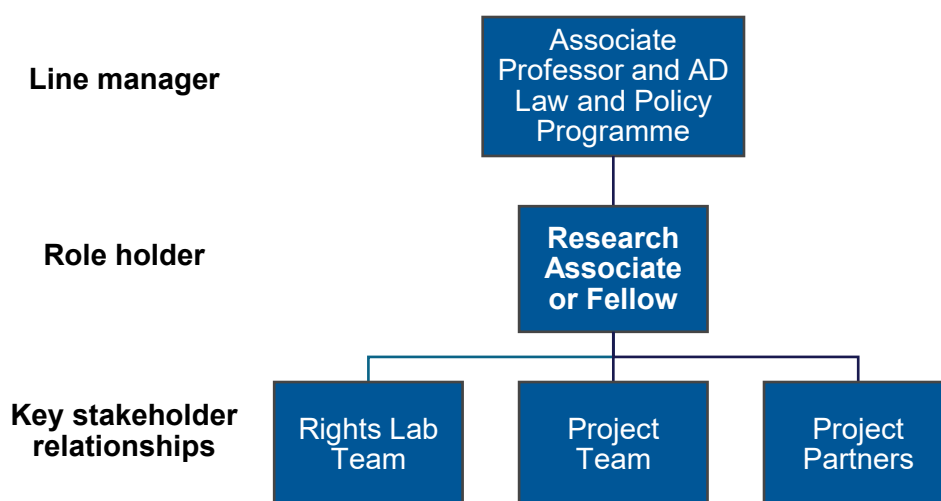 Line manager
Associate
Professor and AD
Law and Policy
Programme
Role holder
Research
Associate
or Fellow
Key stakeholder
relationships
Rights Lab
Team
Project
Team
Project
Partners